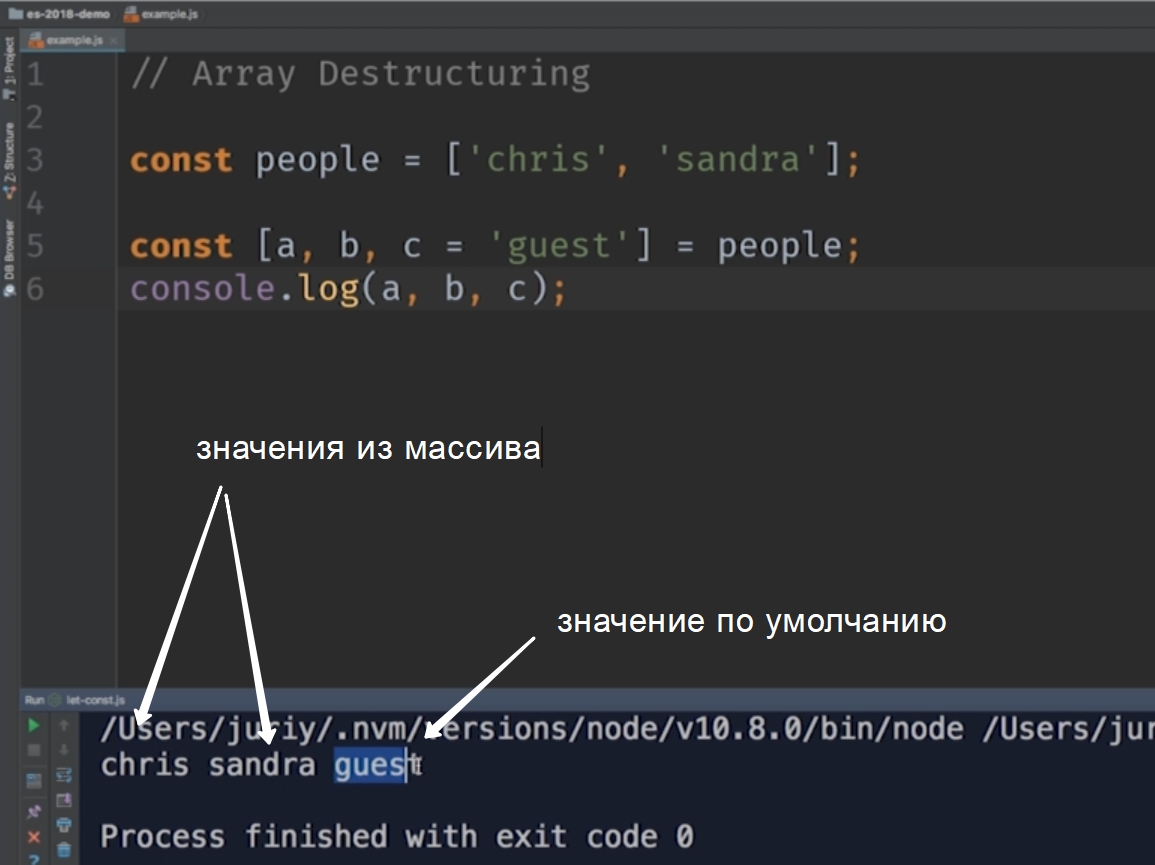 es-2018-demo example.js
example.js
1: Project
Z: Structure
DB Browser
1 // Array Destructuring
2
3 const people = ['chris', 'sandra'];
4
5 const [a, b, c = 'guest'] = people;
6 console.log(a, b, c);
значения из массива
значение по умолчанию
Run let-const.js
/Users/juriy/.nvm/versions/node/v10.8.0/bin/node /Users/jur
chris sandra guest
Process finished with exit code 0